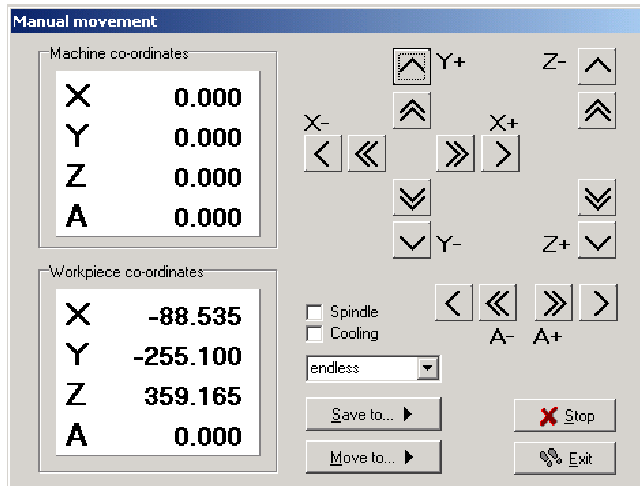 Manual movement
Machine co-ordinates
X 0.000
Y 0.000
Z 0.000
A 0.000
Workpiece co-ordinates
X -88.535
Y -255.100
Z 359.165
A 0.000
Y+
Z-
X-
X+
Y-
Z+
A- A+
Spindle
Cooling
endless
Save to...
Move to...
Stop
Exit